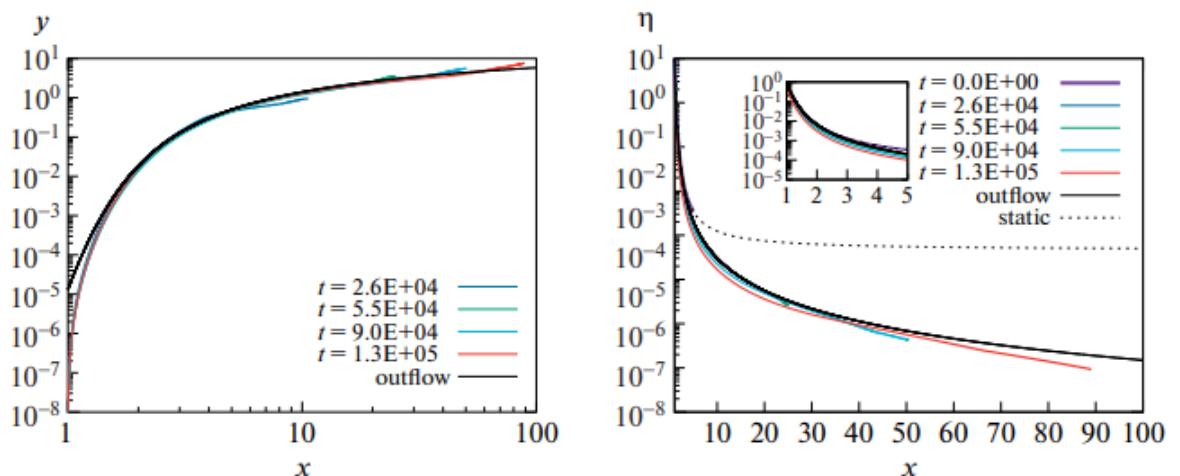 y
10^1
10^0
10^-1
10^-2
10^-3
10^-4
10^-5
10^-6
10^-7
10^-8
t = 2.6E+04
5.5E+04
t = 9.0E+04
t = 1.3E+05
outflow
1
10
100
x
η
10^1
10^0
10^-1
10^-2
10^-3
10^-4
10^-5
10^-6
10^-7
10^-8
10^0
10^-1
10^-2
10^-3
10^-4
10^-5
1 2 3 4 5
t = 0.0E+00
t = 2.6E+04
t = 5.5E+04
t = 9.0E+04
t = 1.3E+05
outflow
static
10 20 30 40 50 60 70 80 90 100
x